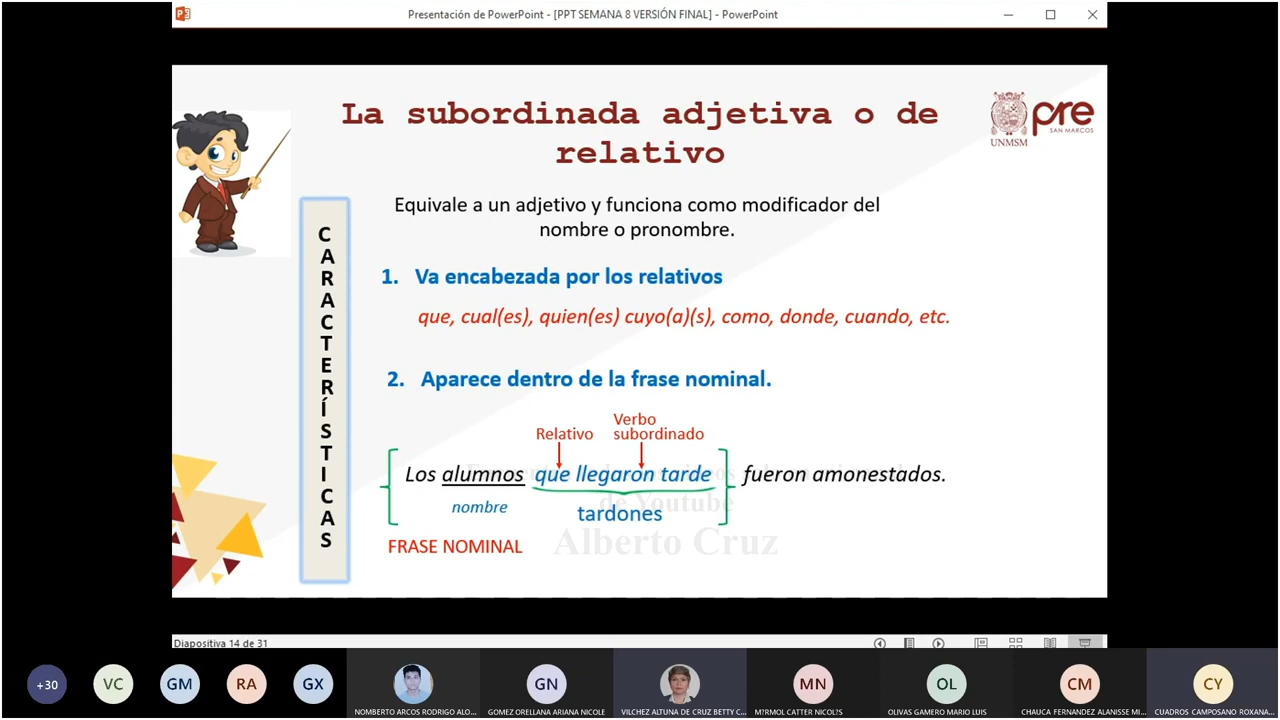 Presentación de PowerPoint - [PPT SEMANA 8 VERSIÓN FINAL] - PowerPoint
La subordinada adjetiva o de
relativo
UNMSM
pre
SAN MARCOS
Equivale a un adjetivo y funciona como modificador del
nombre o pronombre.
CARACTERÍSTICAS
1. Va encabezada por los relativos
que, cual(es), quien(es) cuyo(a)(s), como, donde, cuando, etc.
2. Aparece dentro de la frase nominal.
Verbo
Relativo subordinado
Los alumnos que llegaron tarde fueron amonestados.
de Youtube
nombre
tardones
Alberto Cruz
FRASE NOMINAL
Diapositiva 14 de 31
+30 VC GM RA GX GN MN OL CM CY
NOMBERTO ARCOS RODRIGO ALO... GOMEZ ORELLANA ARIANA NICOLE VILCHEZ ALTUNA DE CRUZ BETTY C... M?RMOL CATTER NICOL?S OLIVAS GAMERO MARIO LUIS CHAUCA FERNANDEZ ALANISSE MI... CUADROS CAMPOSANO ROXANA...